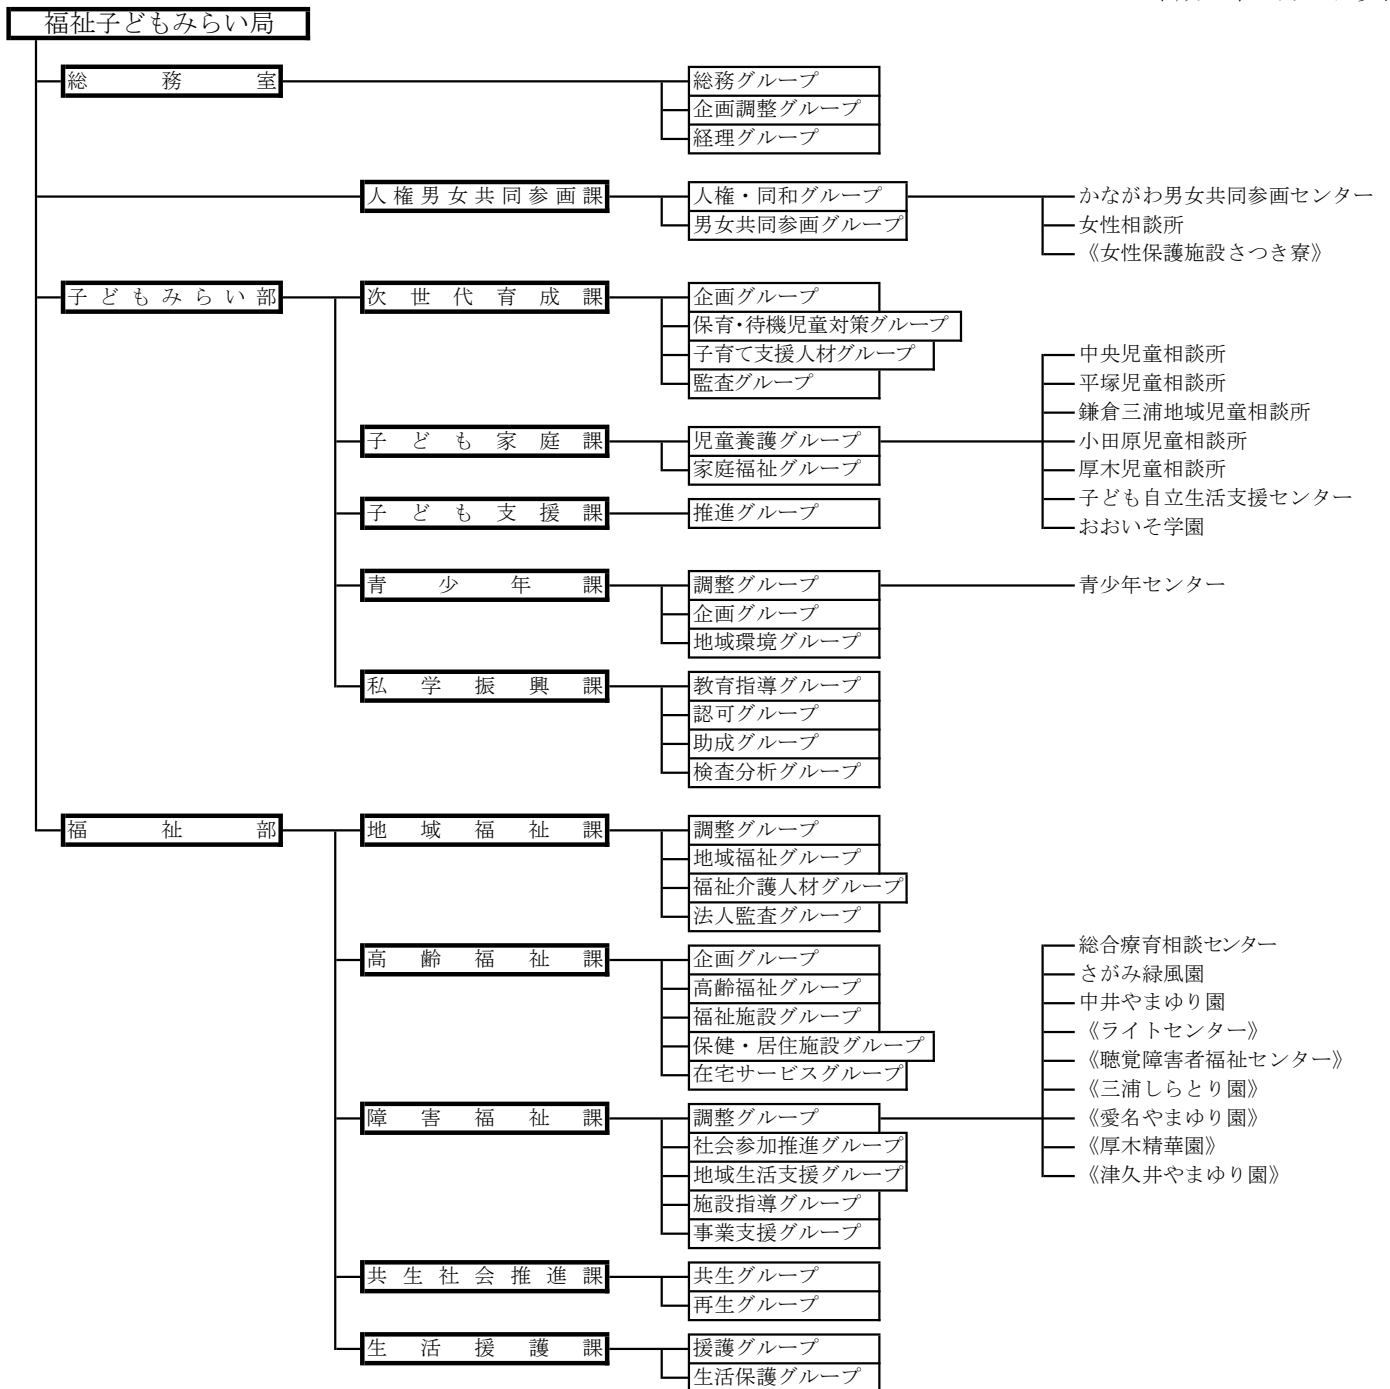 福祉子どもみらい局
総務室
総務グループ
企画調整グループ
経理グループ
人権男女共同参画課
人権・同和グループ
男女共同参画グループ
かながわ男女共同参画センター
女性相談所
《女性保護施設さつき寮》
子どもみらい部
次世代育成課
企画グループ
保育・待機児童対策グループ
子育て支援人材グループ
監査グループ
子ども家庭課
児童養護グループ
家庭福祉グループ
中央児童相談所
平塚児童相談所
鎌倉三浦地域児童相談所
小田原児童相談所
厚木児童相談所
子ども自立生活支援センター
おおいそ学園
子ども支援課
推進グループ
青少年課
調整グループ
企画グループ
地域環境グループ
青少年センター
私学振興課
教育指導グループ
認可グループ
助成グループ
検査分析グループ
福祉部
地域福祉課
調整グループ
地域福祉グループ
福祉介護人材グループ
法人監査グループ
高齢福祉課
企画グループ
高齢福祉グループ
福祉施設グループ
保健・居住施設グループ
在宅サービスグループ
障害福祉課
調整グループ
社会参加推進グループ
地域生活支援グループ
施設指導グループ
事業支援グループ
総合療育相談センター
さがみ緑風園
中井やまゆり園
《ライトセンター》
《聴覚障害者福祉センター》
《三浦しらとり園》
《愛名やまゆり園》
《厚木精華園》
《津久井やまゆり園》
共生社会推進課
共生グループ
再生グループ
生活援護課
援護グループ
生活保護グループ